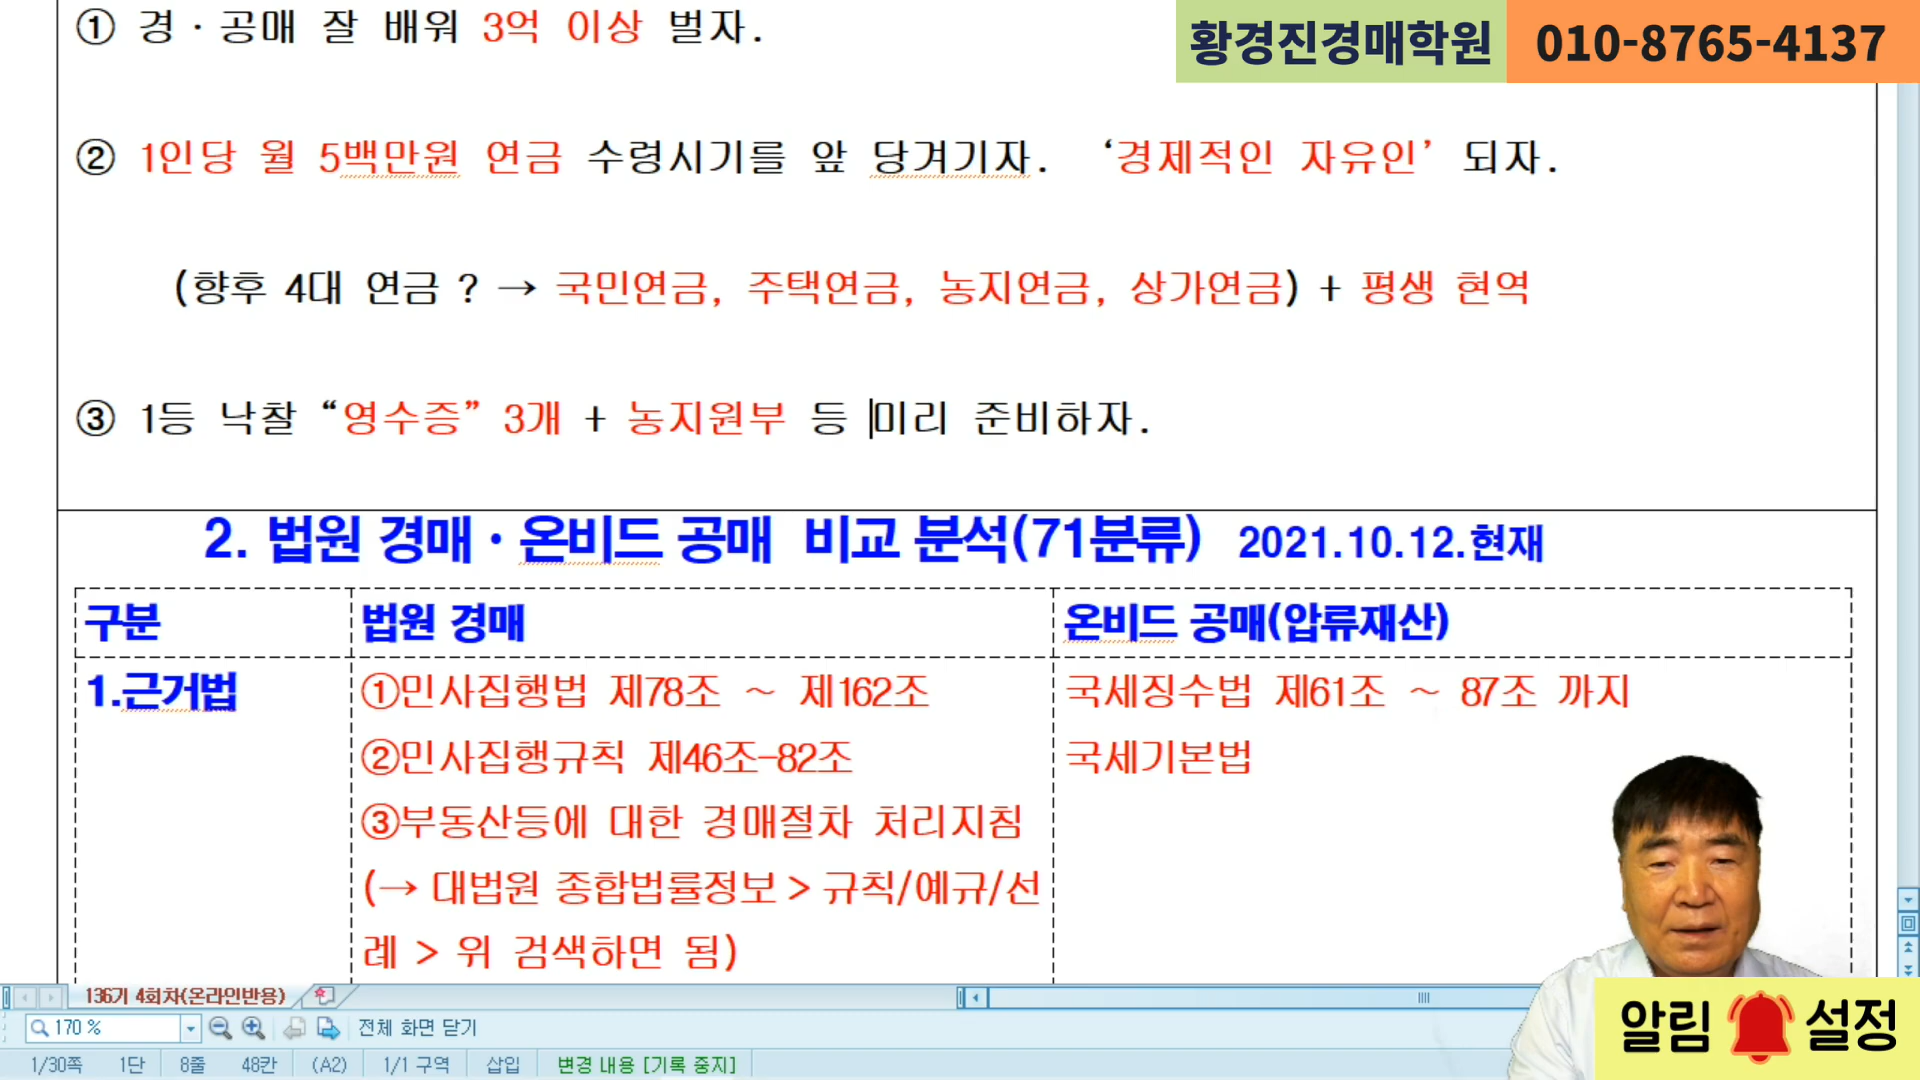 ① 경·공매 잘 배워 3억 이상 벌자.
황경진경매학원 010-8765-4137
② 1인당 월 5백만원 연금 수령시기를 앞 당겨기자. ‘경제적인 자유인’ 되자.
(향후 4대 연금 ? → 국민연금, 주택연금, 농지연금, 상가연금) + 평생 현역
③ 1등 낙찰 “영수증” 3개 + 농지원부 등 미리 준비하자.
2. 법원 경매·온비드 공매 비교 분석(71분류) 2021.10.12.현재
구분 법원 경매 온비드 공매(압류재산)
1.근거법 ①민사집행법 제78조 ~ 제162조 국세징수법 제61조 ~ 87조 까지
②민사집행규칙 제46조-82조 국세기본법
③부동산등에 대한 경매절차 처리지침
(→ 대법원 종합법률정보 > 규칙/예규/선
례 > 위 검색하면 됨)
136기 4회차(온라인반용)
170 % 전체 화면 닫기
1/30쪽 1단 8줄 48칸 (A2) 1/1 구역 삽입 변경 내용 [기록 중지]
알림 설정